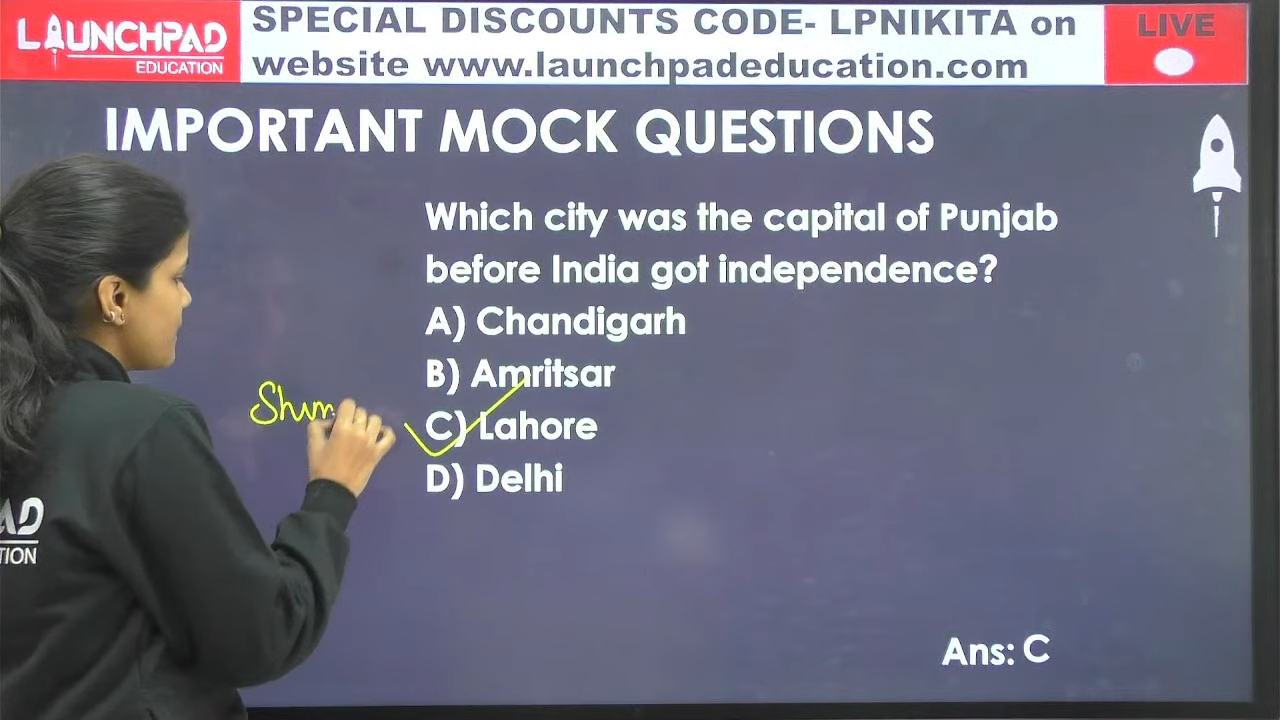 LAUNCHPAD
EDUCATION
SPECIAL DISCOUNTS CODE- LPNIKITA on
website www.launchpadeducation.com
LIVE
IMPORTANT MOCK QUESTIONS
Which city was the capital of Punjab
before India got independence?
A) Chandigarh
B) Amritsar
C) Lahore
D) Delhi
Ans: C